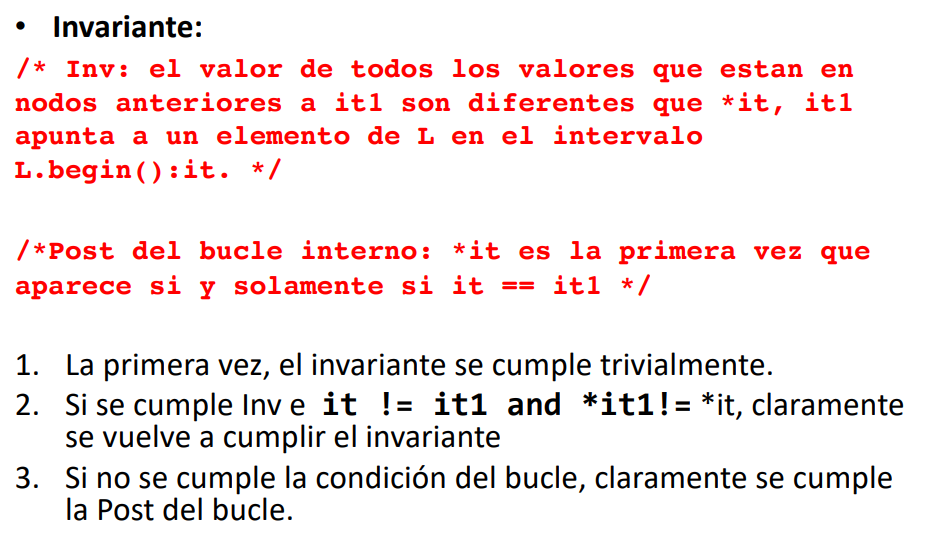 • Invariante:
/* Inv: el valor de todos los valores que estan en
nodos anteriores a it1 son diferentes que *it, it1
apunta a un elemento de L en el intervalo
L.begin():it. */
/*Post del bucle interno: *it es la primera vez que
aparece si y solamente si it == it1 */
1. La primera vez, el invariante se cumple trivialmente.
2. Si se cumple Inv e it != it1 and *it1!= *it, claramente
se vuelve a cumplir el invariante
3. Si no se cumple la condición del bucle, claramente se cumple
la Post del bucle.